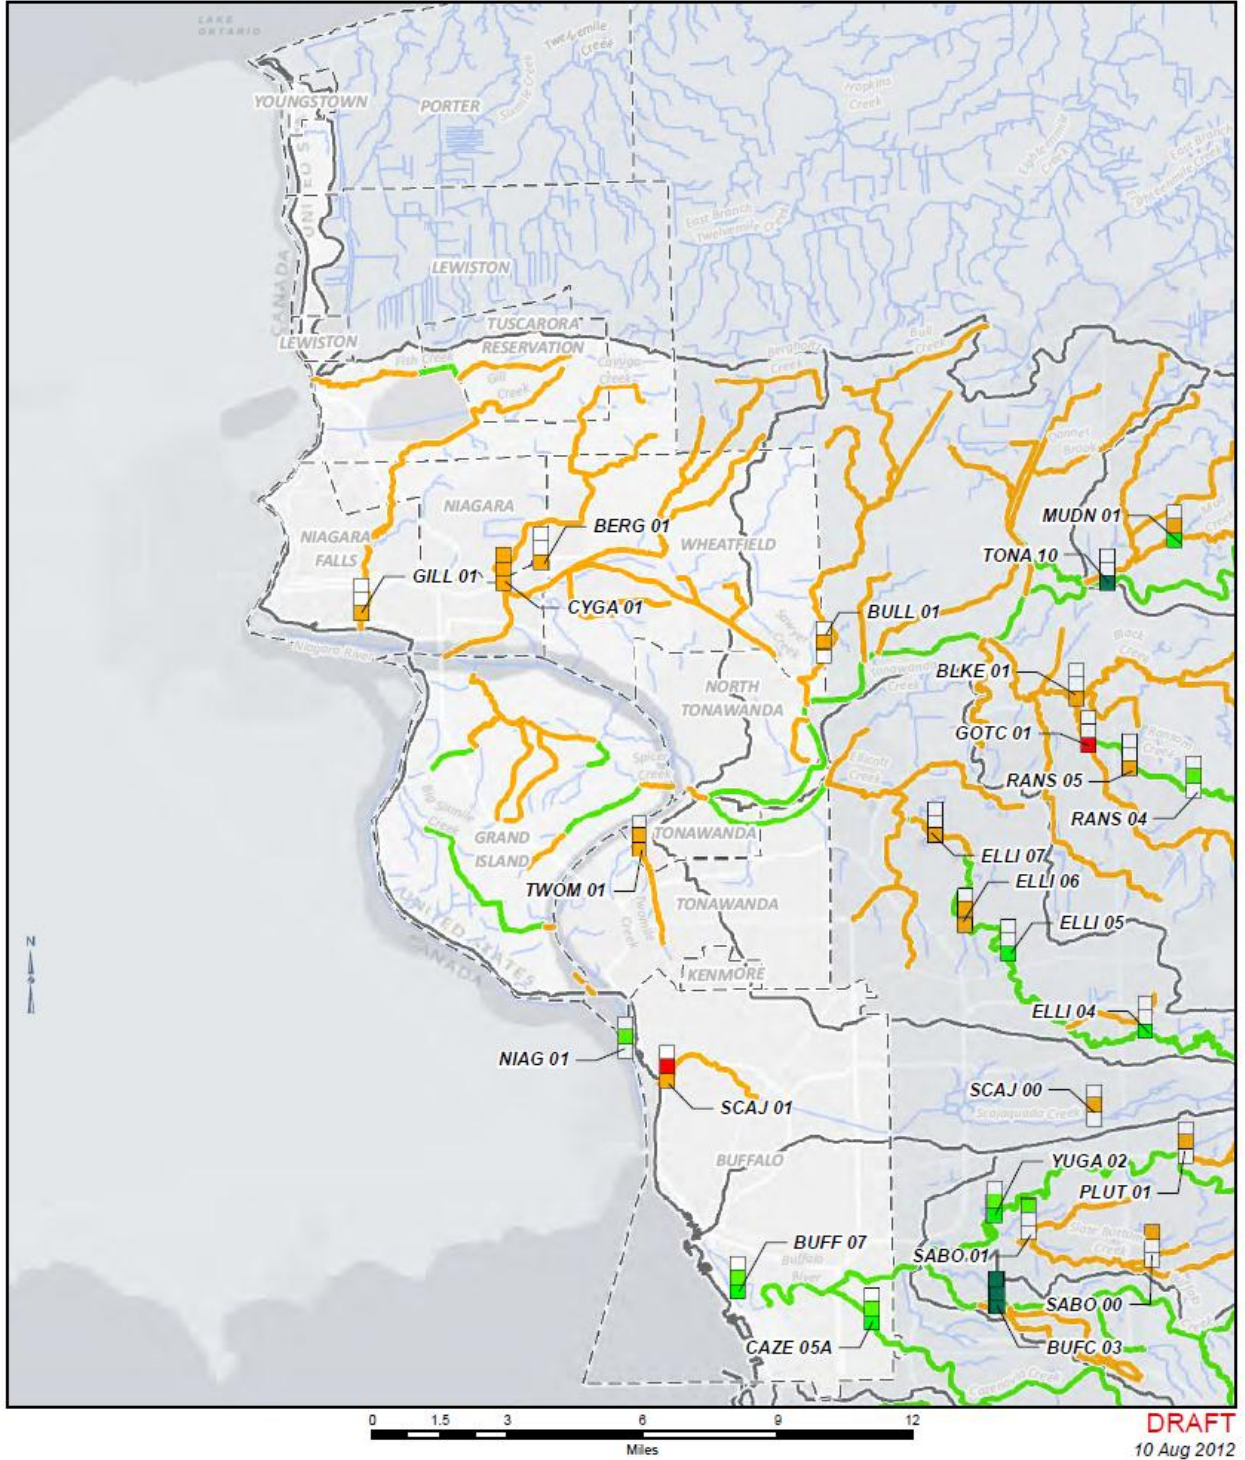 LAKE
ONTARIO
Twelvemile
Creek
Sixmile Creek
Hopkins
Creek
YOUNGSTOWN
PORTER
Eighteenmile
Creek
East Branch
UNITED ST
East Branch
Twelvemile Creek
CANADA
LEWISTON
TUSCARORA
RESERVATION
LEWISTON
Fish Creek
Gill
Creek
Cayuga
Creek
Bergholtz
Creek
Bull
Creek
Donnel
Brook
NIAGARA
BERG 01
MUDN 01
Mud
Creek
NIAGARA
FALLS
WHEATFIELD
TONA 10
GILL 01
CYGA 01
BULL 01
Sawyer
Creek
Black
Creek
Niagara River
Tonawanda
Creek
BLKE 01
NORTH
TONAWANDA
GOTC 01
Ransom
Creek
Spicer
Creek
Ellicott
Creek
RANS 05
Big Sixmile
Creek
RANS 04
GRAND
ISLAND
TONAWANDA
ELLI 07
TWOM 01
ELLI 06
TONAWANDA
Twomile
Creek
ELLI 05
UNITED STATES
CANADA
KENMORE
ELLI 04
NIAG 01
SCAJ 00
SCAJ 01
Scajaquada Creek
BUFFALO
YUGA 02
PLUT 01
BUFF 07
Buffalo
River
SABO 01
Slate Bottom
Creek
SABO 00
Creek
CAZE 05A
BUFC 03
Cazenovia Creek
N
0 1.5 3 6 9 12
Miles
DRAFT
10 Aug 2012